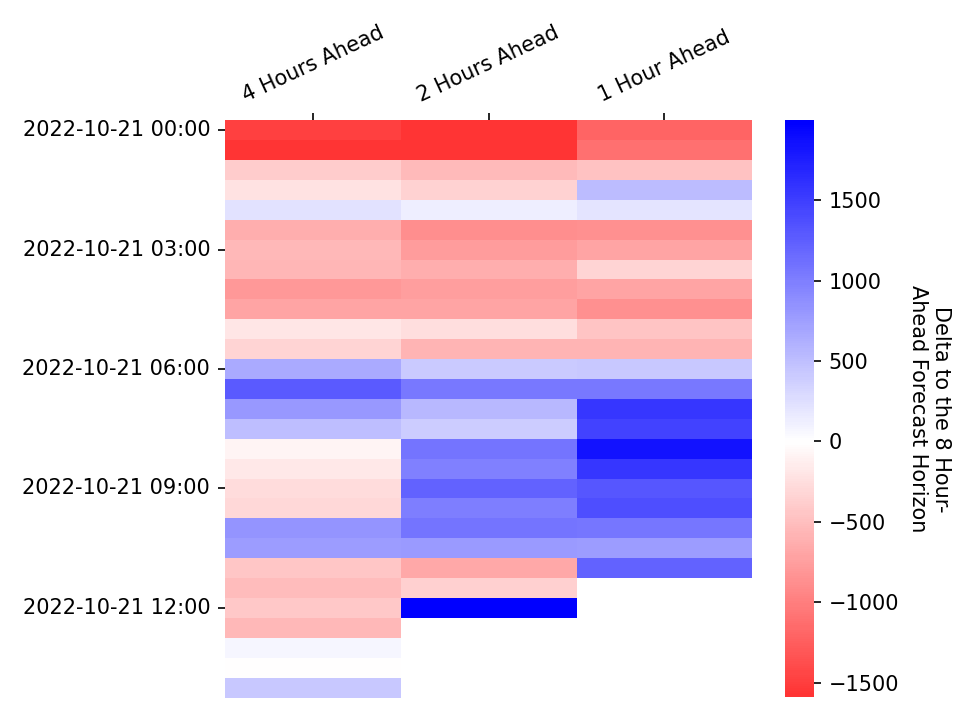 4 Hours Ahead
2 Hours Ahead
1 Hour Ahead
2022-10-21 00:00
2022-10-21 03:00
2022-10-21 06:00
2022-10-21 09:00
2022-10-21 12:00
1500
1000
500
0
−500
−1000
−1500
Delta to the 8 Hour-
Ahead Forecast Horizon